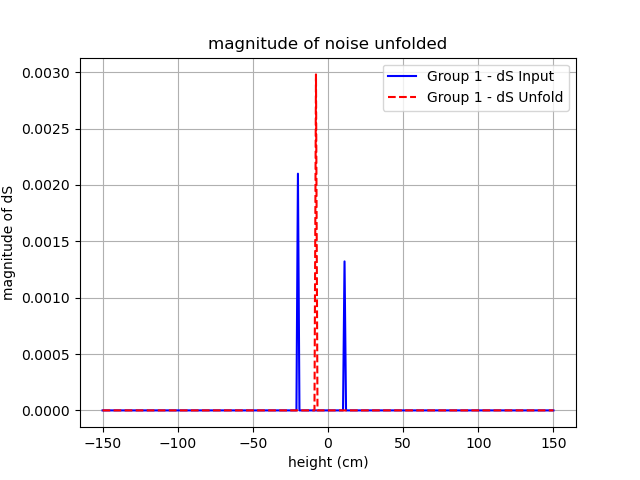 magnitude of noise unfolded
Group 1 - dS Input
Group 1 - dS Unfold
magnitude of dS
0.0030
0.0025
0.0020
0.0015
0.0010
0.0005
0.0000
−150
−100
−50
0
50
100
150
height (cm)